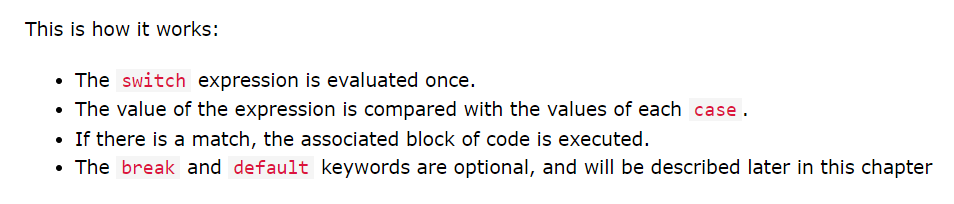 This is how it works:
• The switch expression is evaluated once.
• The value of the expression is compared with the values of each case.
• If there is a match, the associated block of code is executed.
• The break and default keywords are optional, and will be described later in this chapter